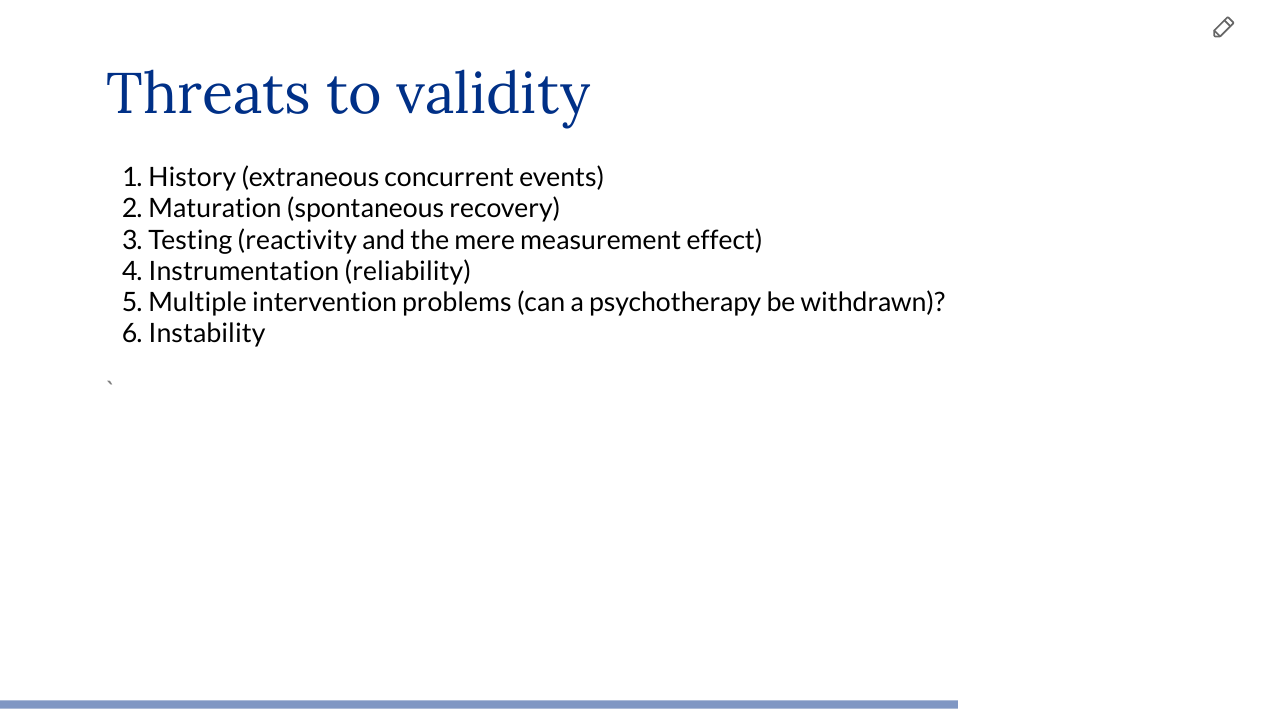 Threats to validity
1. History (extraneous concurrent events)
2. Maturation (spontaneous recovery)
3. Testing (reactivity and the mere measurement effect)
4. Instrumentation (reliability)
5. Multiple intervention problems (can a psychotherapy be withdrawn)?
6. Instability
`